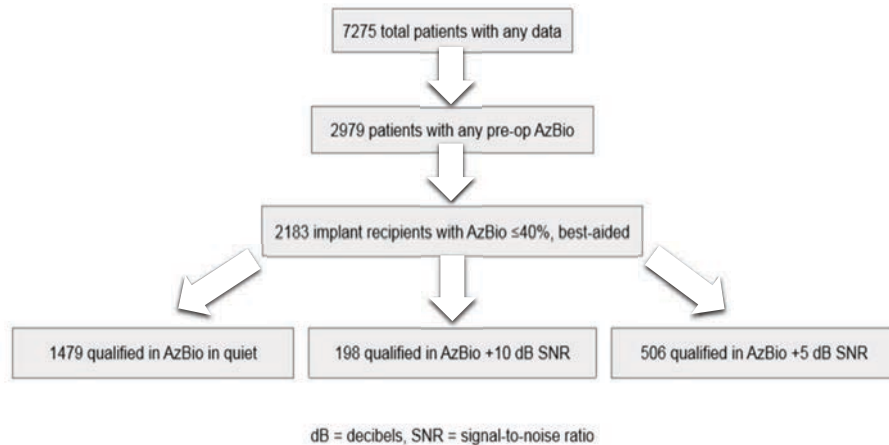 7275 total patients with any data
2979 patients with any pre-op AzBio
2183 implant recipients with AzBio ≤40%, best-aided
1479 qualified in AzBio in quiet
198 qualified in AzBio +10 dB SNR
506 qualified in AzBio +5 dB SNR
dB = decibels, SNR = signal-to-noise ratio